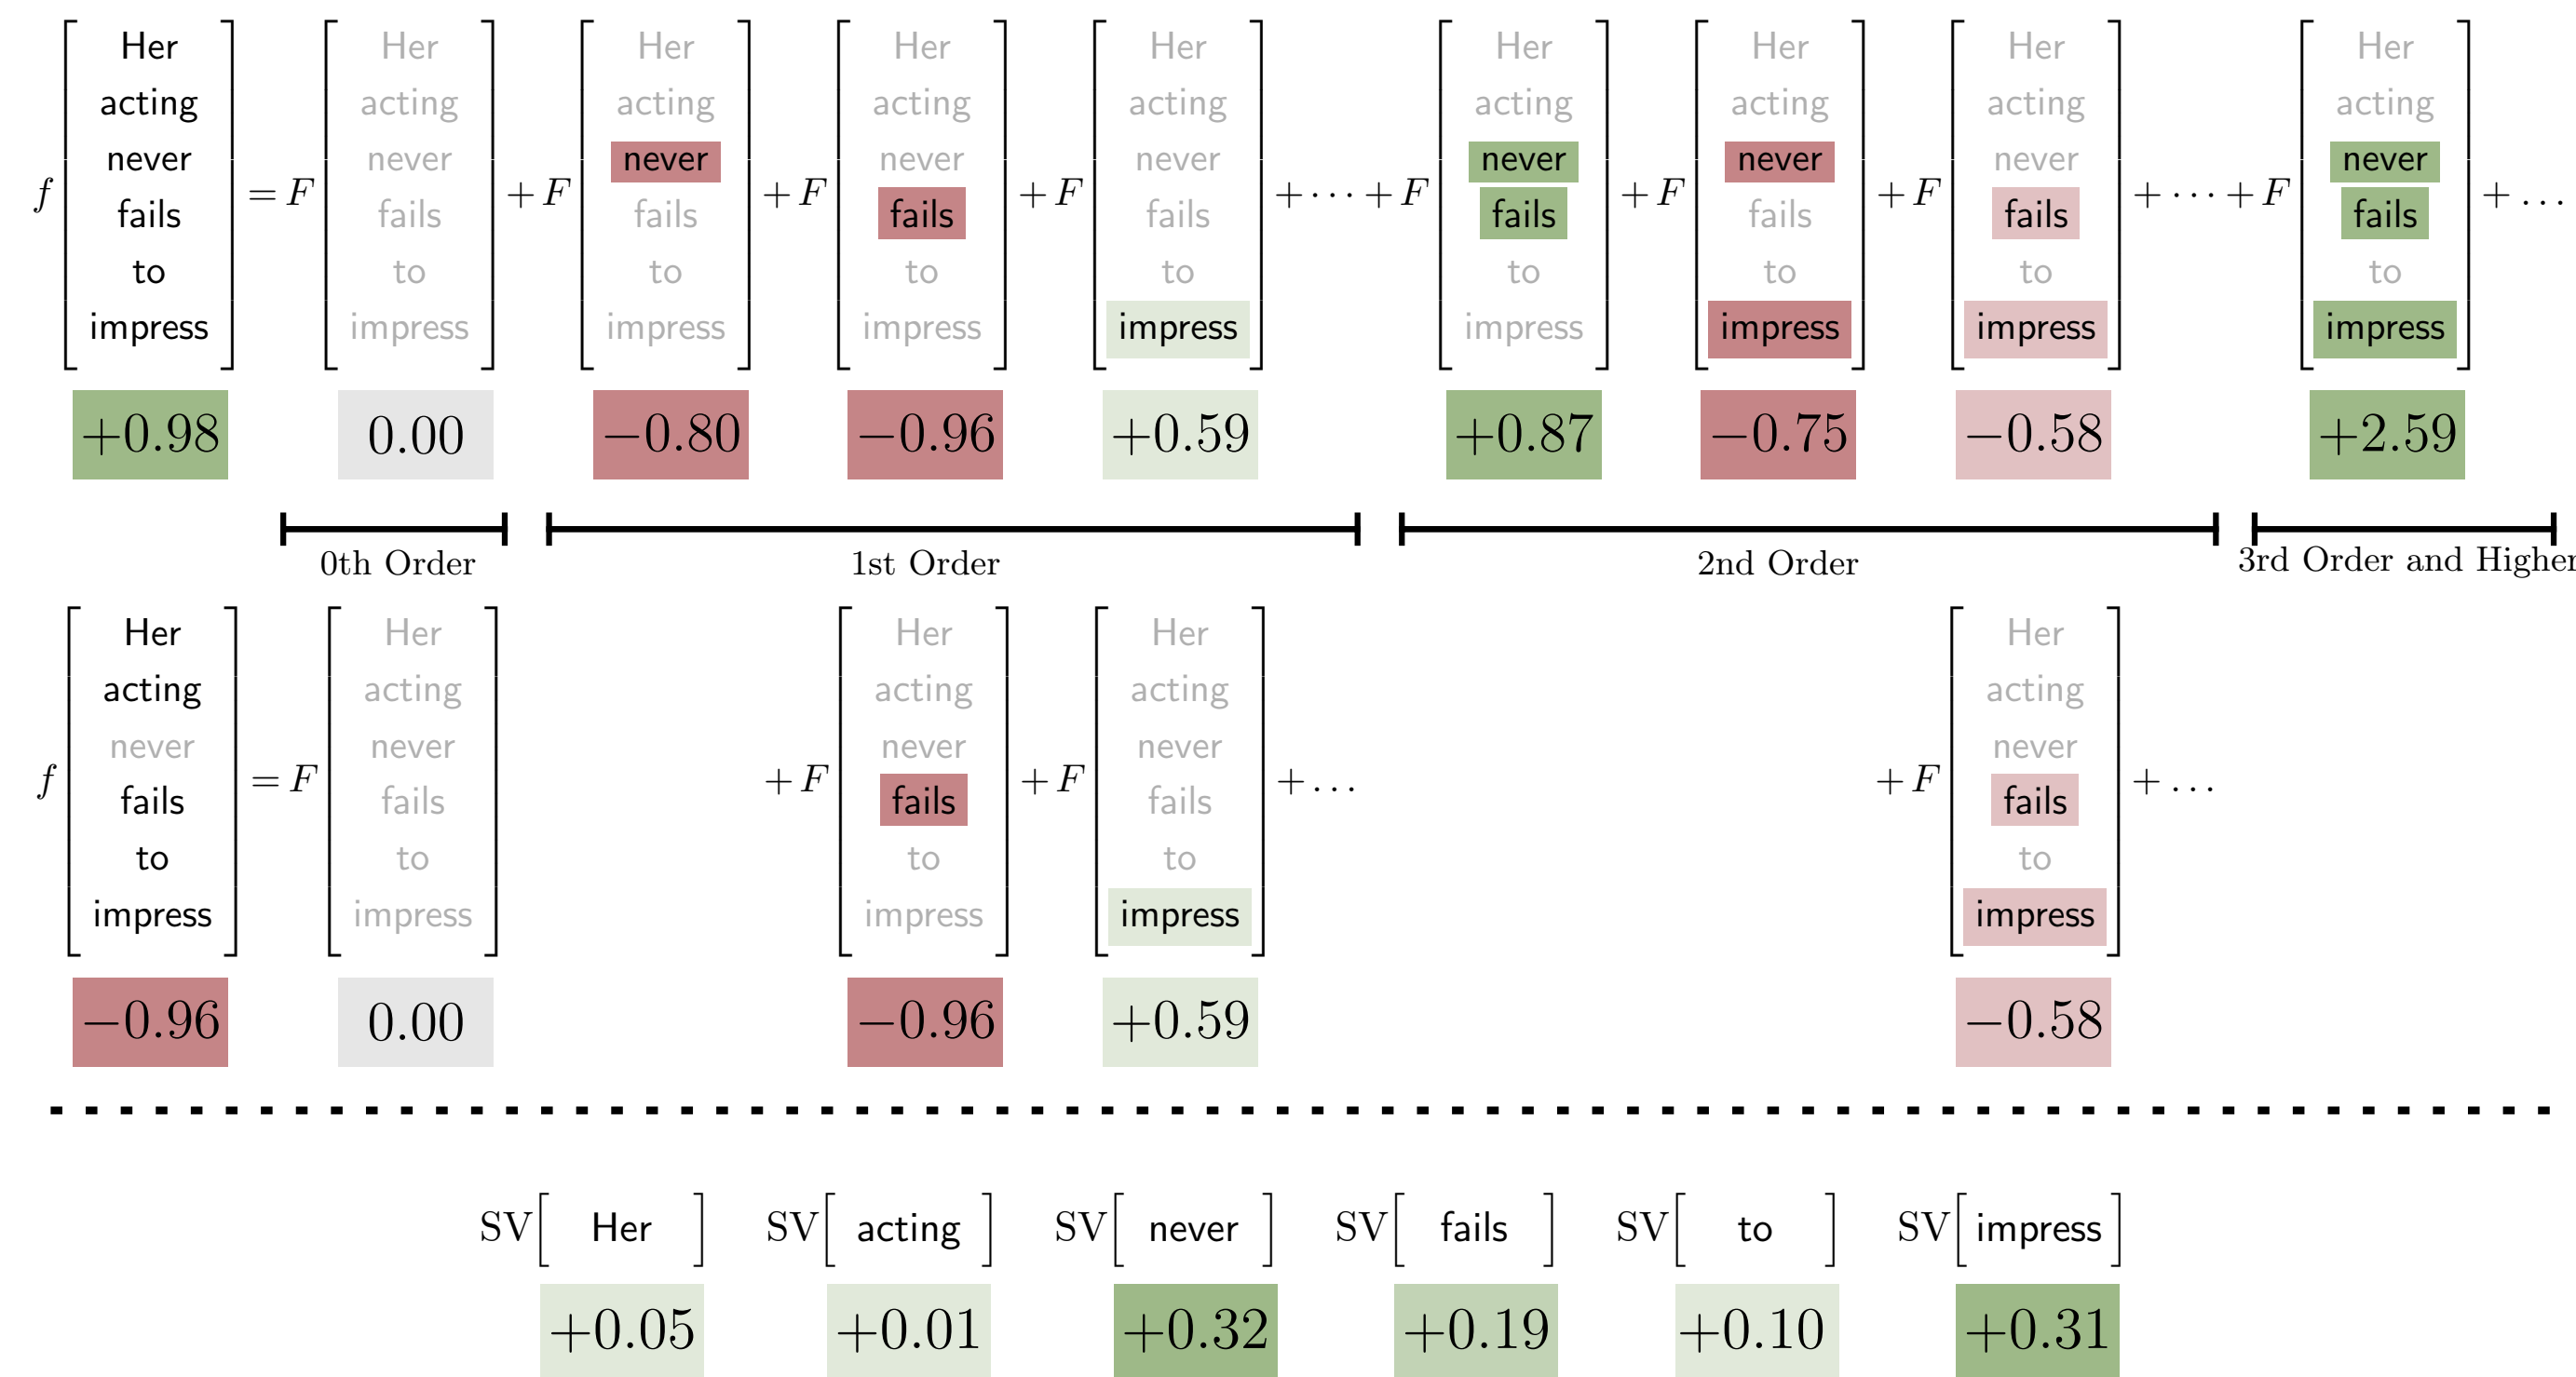 f [ Her acting never fails to impress ] = F [ Her acting never fails to impress ] + F [ Her acting never fails to impress ] + F [ Her acting never fails to impress ] + F [ Her acting never fails to impress ] + ··· + F [ Her acting never fails to impress ] + F [ Her acting never fails to impress ] + F [ Her acting never fails to impress ] + ··· + F [ Her acting never fails to impress ] + ...
+0.98 0.00 −0.80 −0.96 +0.59 +0.87 −0.75 −0.58 +2.59
0th Order 1st Order 2nd Order 3rd Order and Higher
f [ Her acting never fails to impress ] = F [ Her acting never fails to impress ] + F [ Her acting never fails to impress ] + F [ Her acting never fails to impress ] + ... + F [ Her acting never fails to impress ] + ...
−0.96 0.00 −0.96 +0.59 −0.58
SV[ Her ] SV[ acting ] SV[ never ] SV[ fails ] SV[ to ] SV[ impress ]
+0.05 +0.01 +0.32 +0.19 +0.10 +0.31